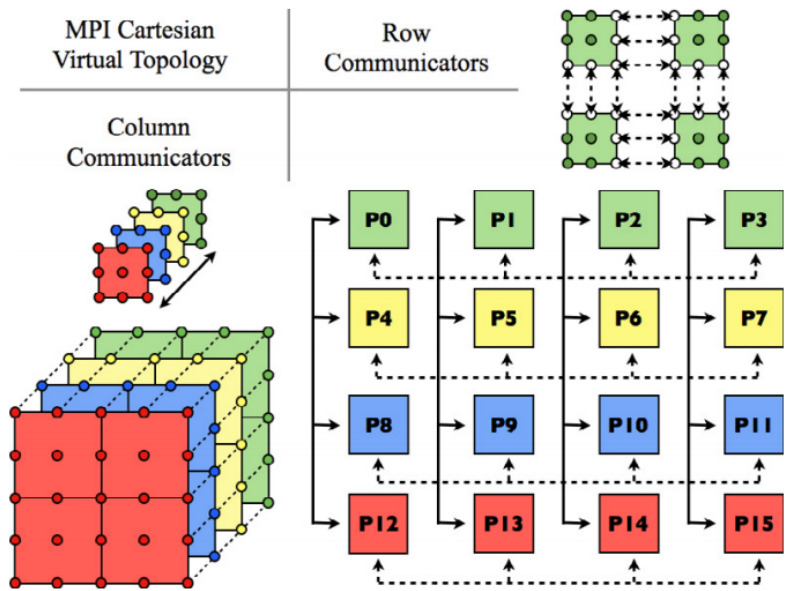 MPI Cartesian
Virtual Topology
Row
Communicators
Column
Communicators
P0 P1 P2 P3
P4 P5 P6 P7
P8 P9 P10 P11
P12 P13 P14 P15